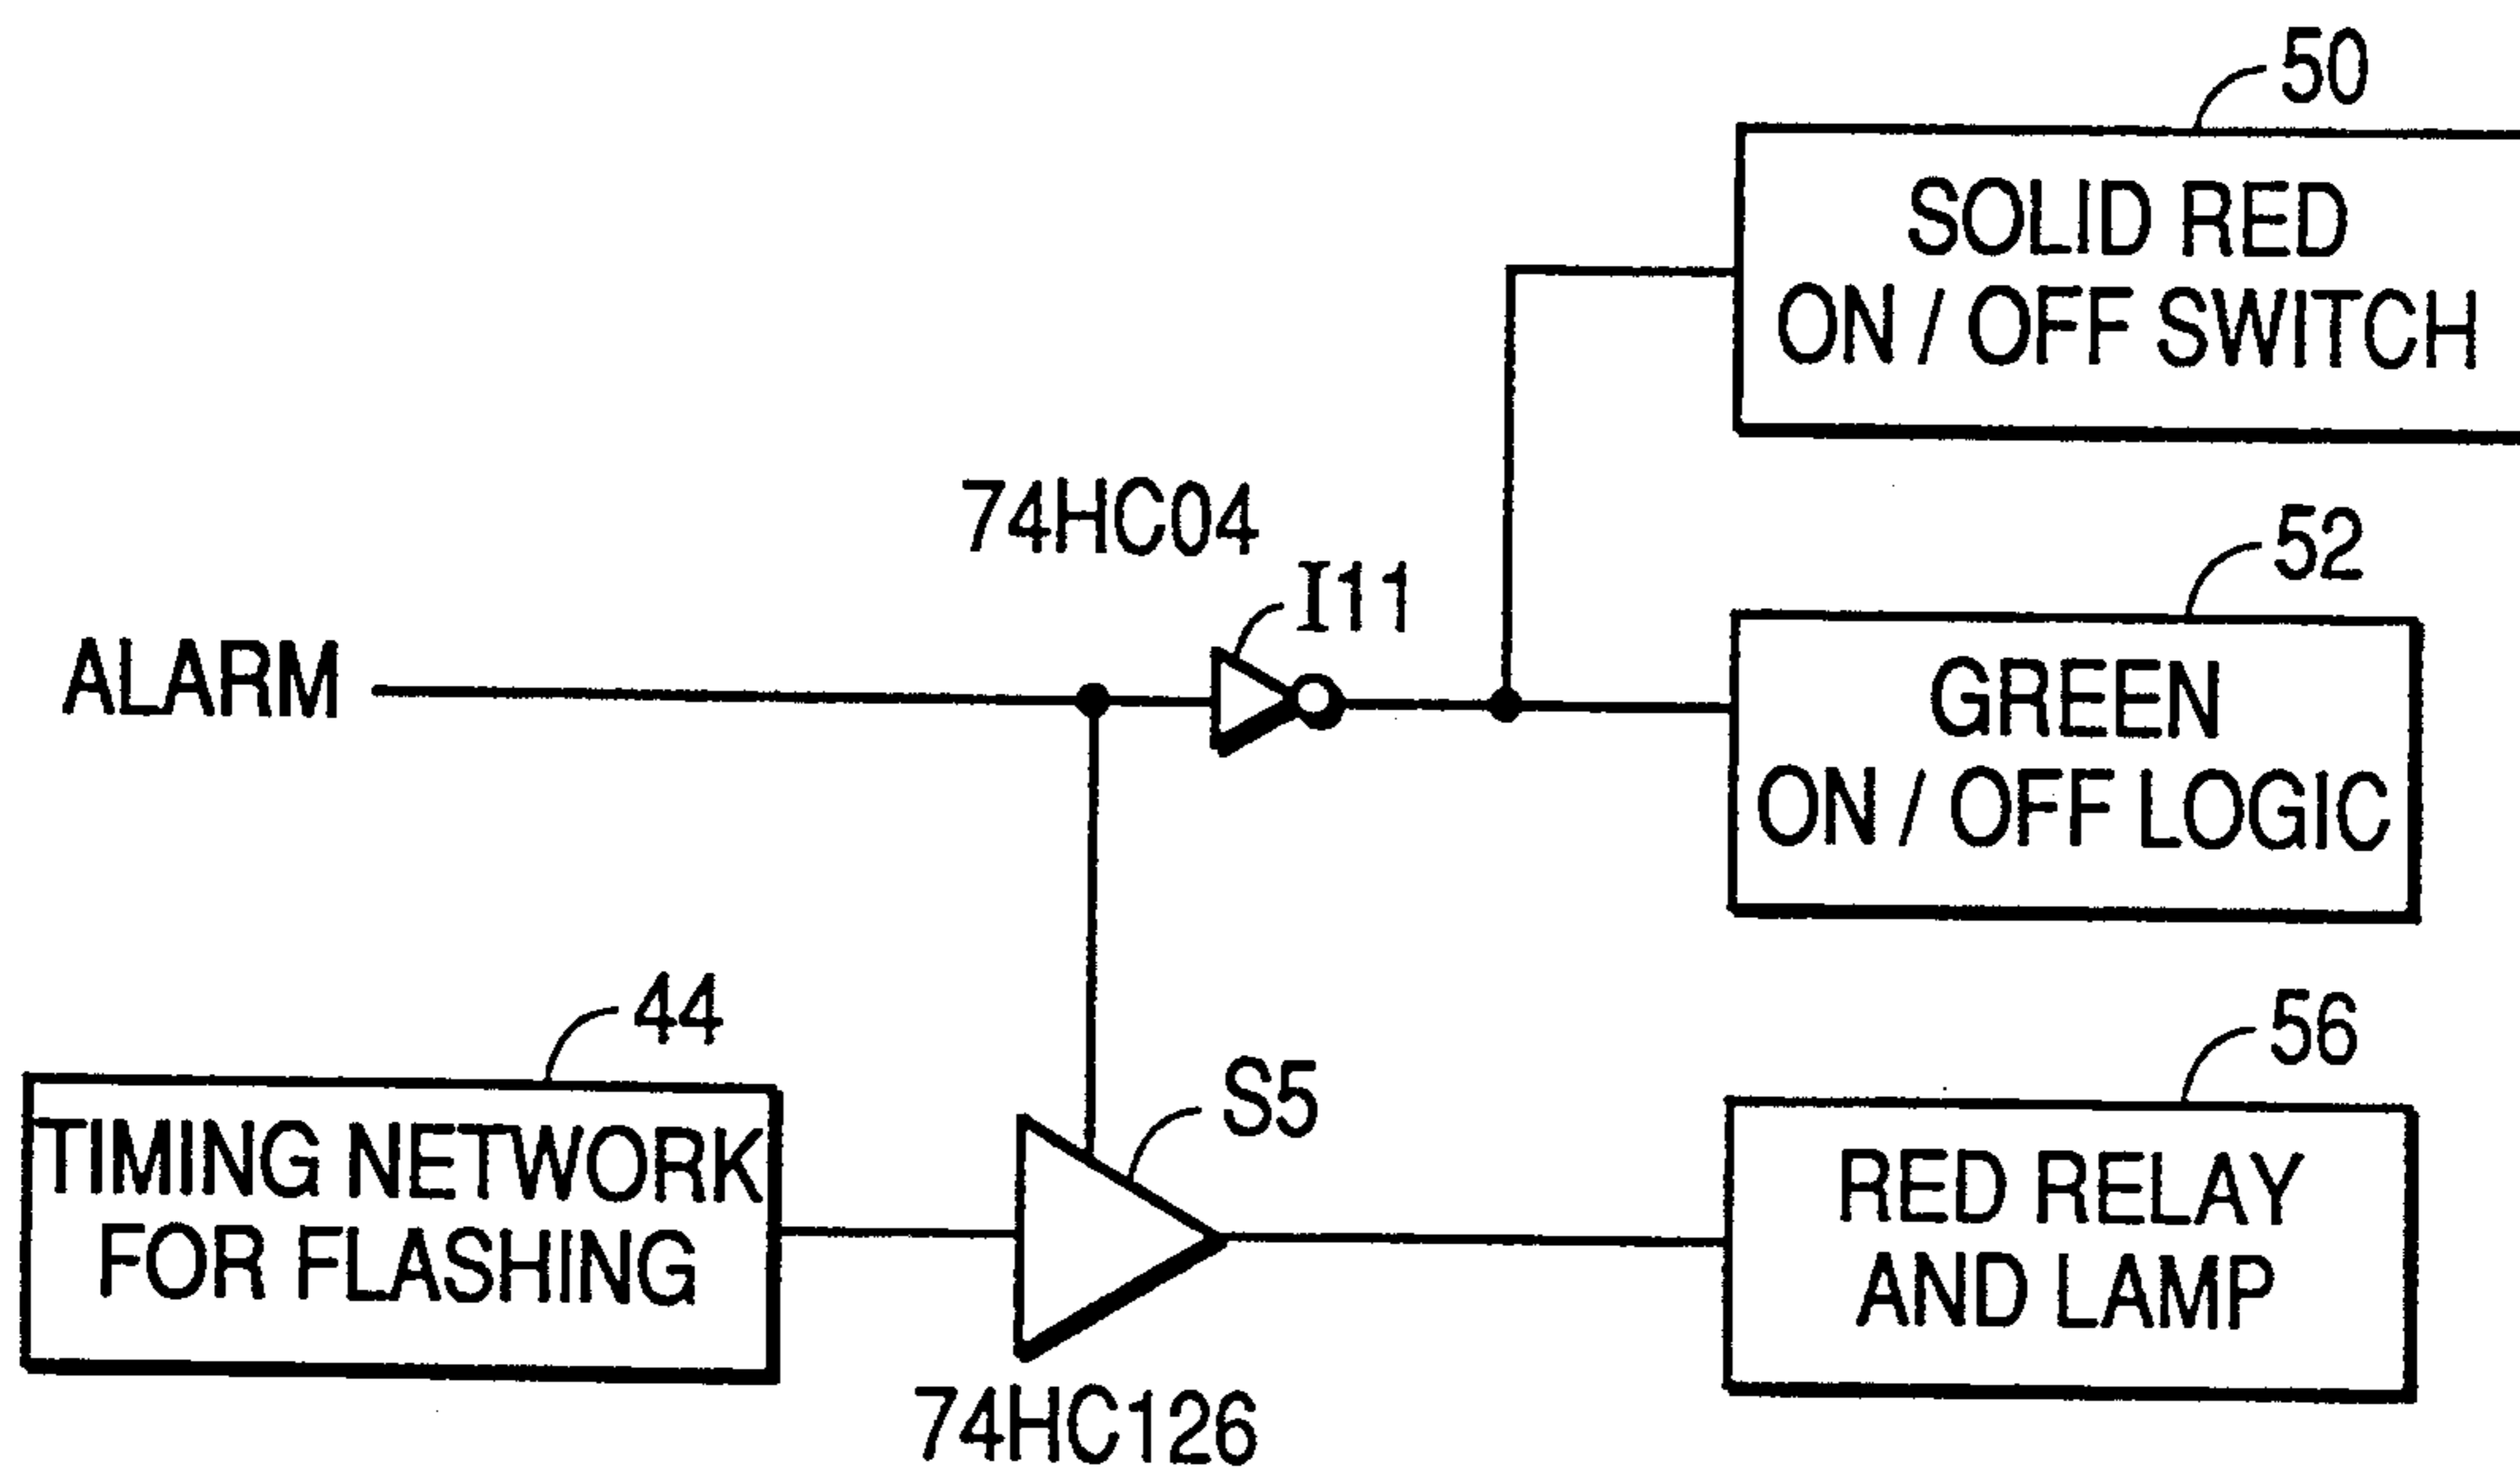 50
SOLID RED
ON / OFF SWITCH
74HC04
I11
52
ALARM
GREEN
ON / OFF LOGIC
44
TIMING NETWORK
FOR FLASHING
S5
74HC126
56
RED RELAY
AND LAMP